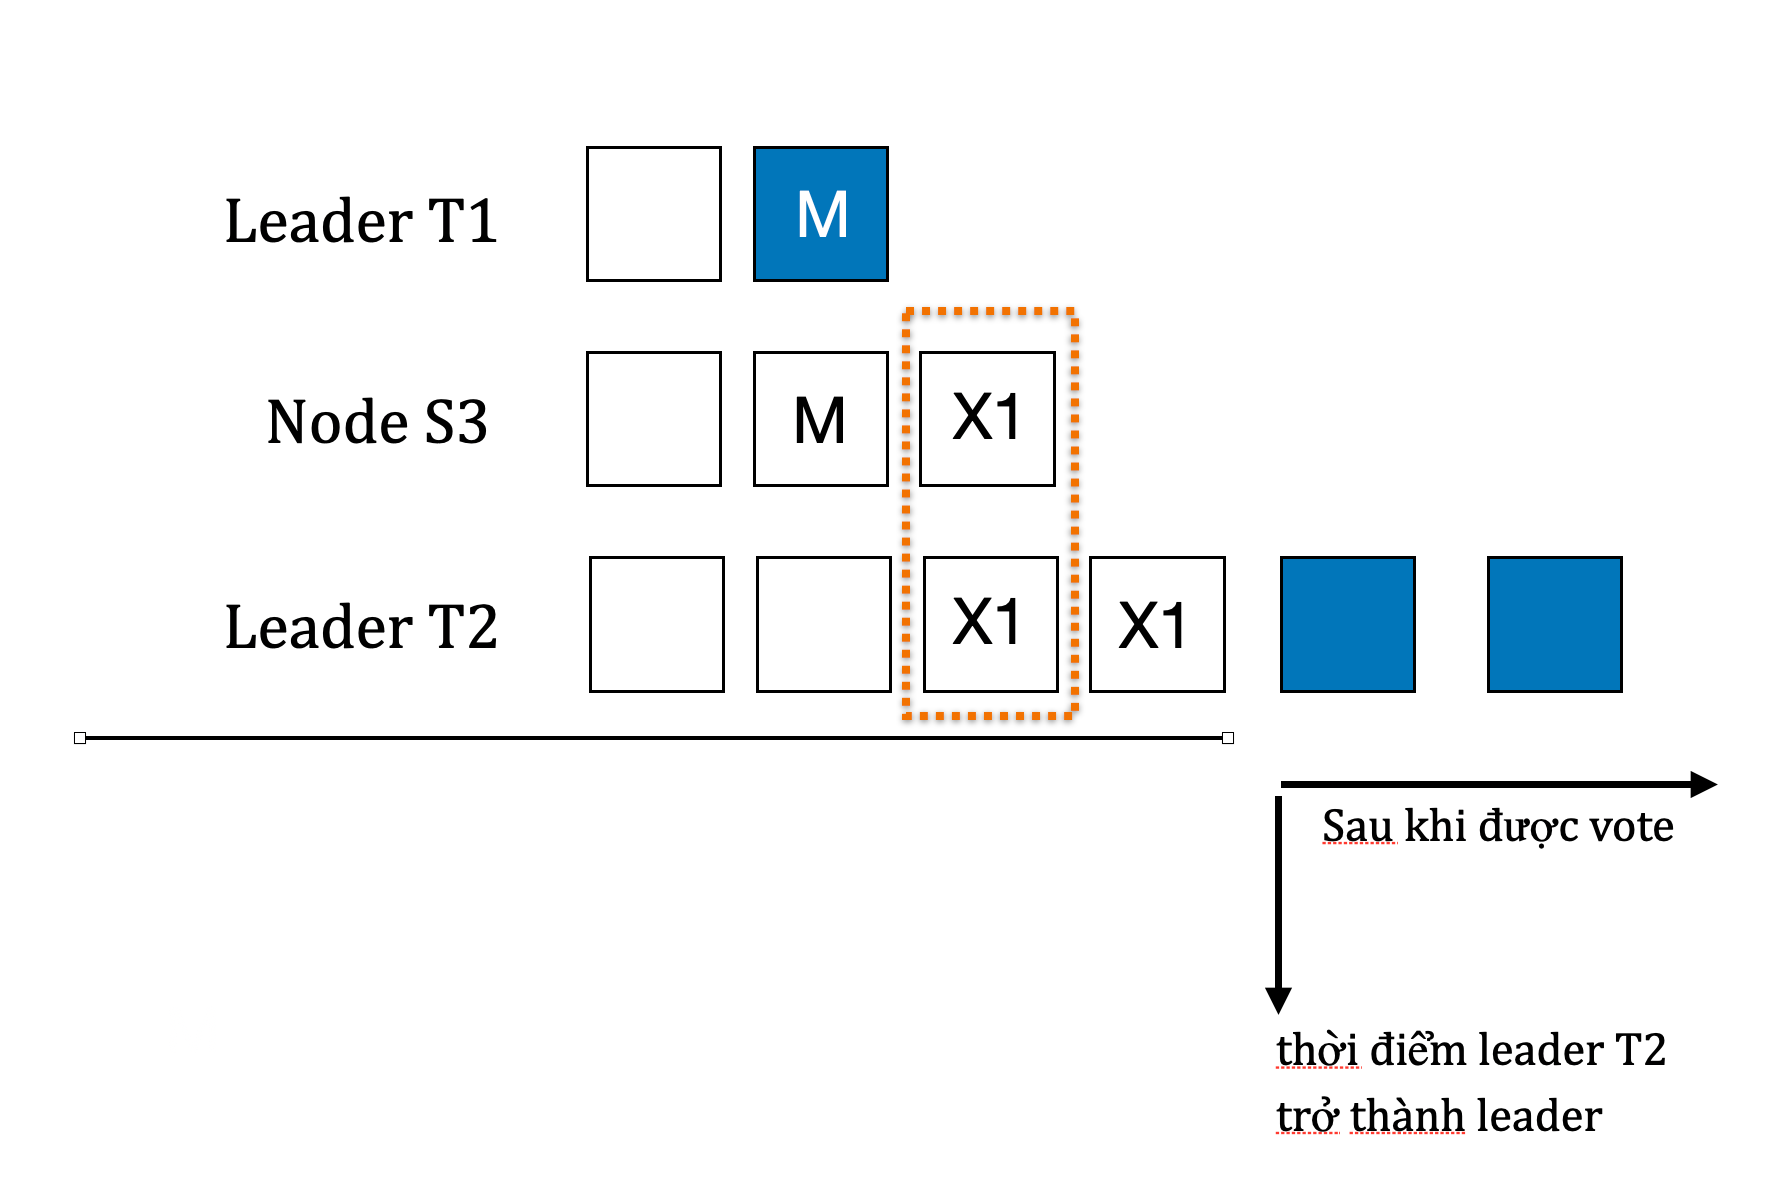 Leader T1
M
Node S3
M
X1
Leader T2
X1
X1
Sau khi được vote
thời điểm leader T2
trở thành leader